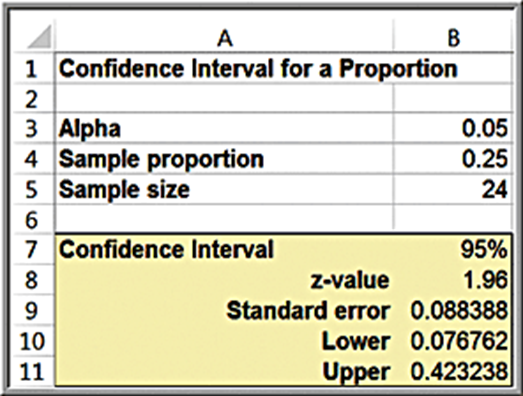 A B
1 Confidence Interval for a Proportion
2
3 Alpha 0.05
4 Sample proportion 0.25
5 Sample size 24
6
7 Confidence Interval 95%
8 z-value 1.96
9 Standard error 0.088388
10 Lower 0.076762
11 Upper 0.423238